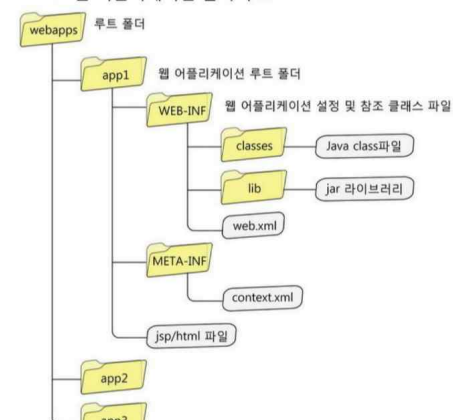 webapps 루트 폴더
app1 웹 어플리케이션 루트 폴더
WEB-INF 웹 어플리케이션 설정 및 참조 클래스 파일
classes Java class파일
lib jar 라이브러리
web.xml
META-INF
context.xml
jsp/html 파일
app2